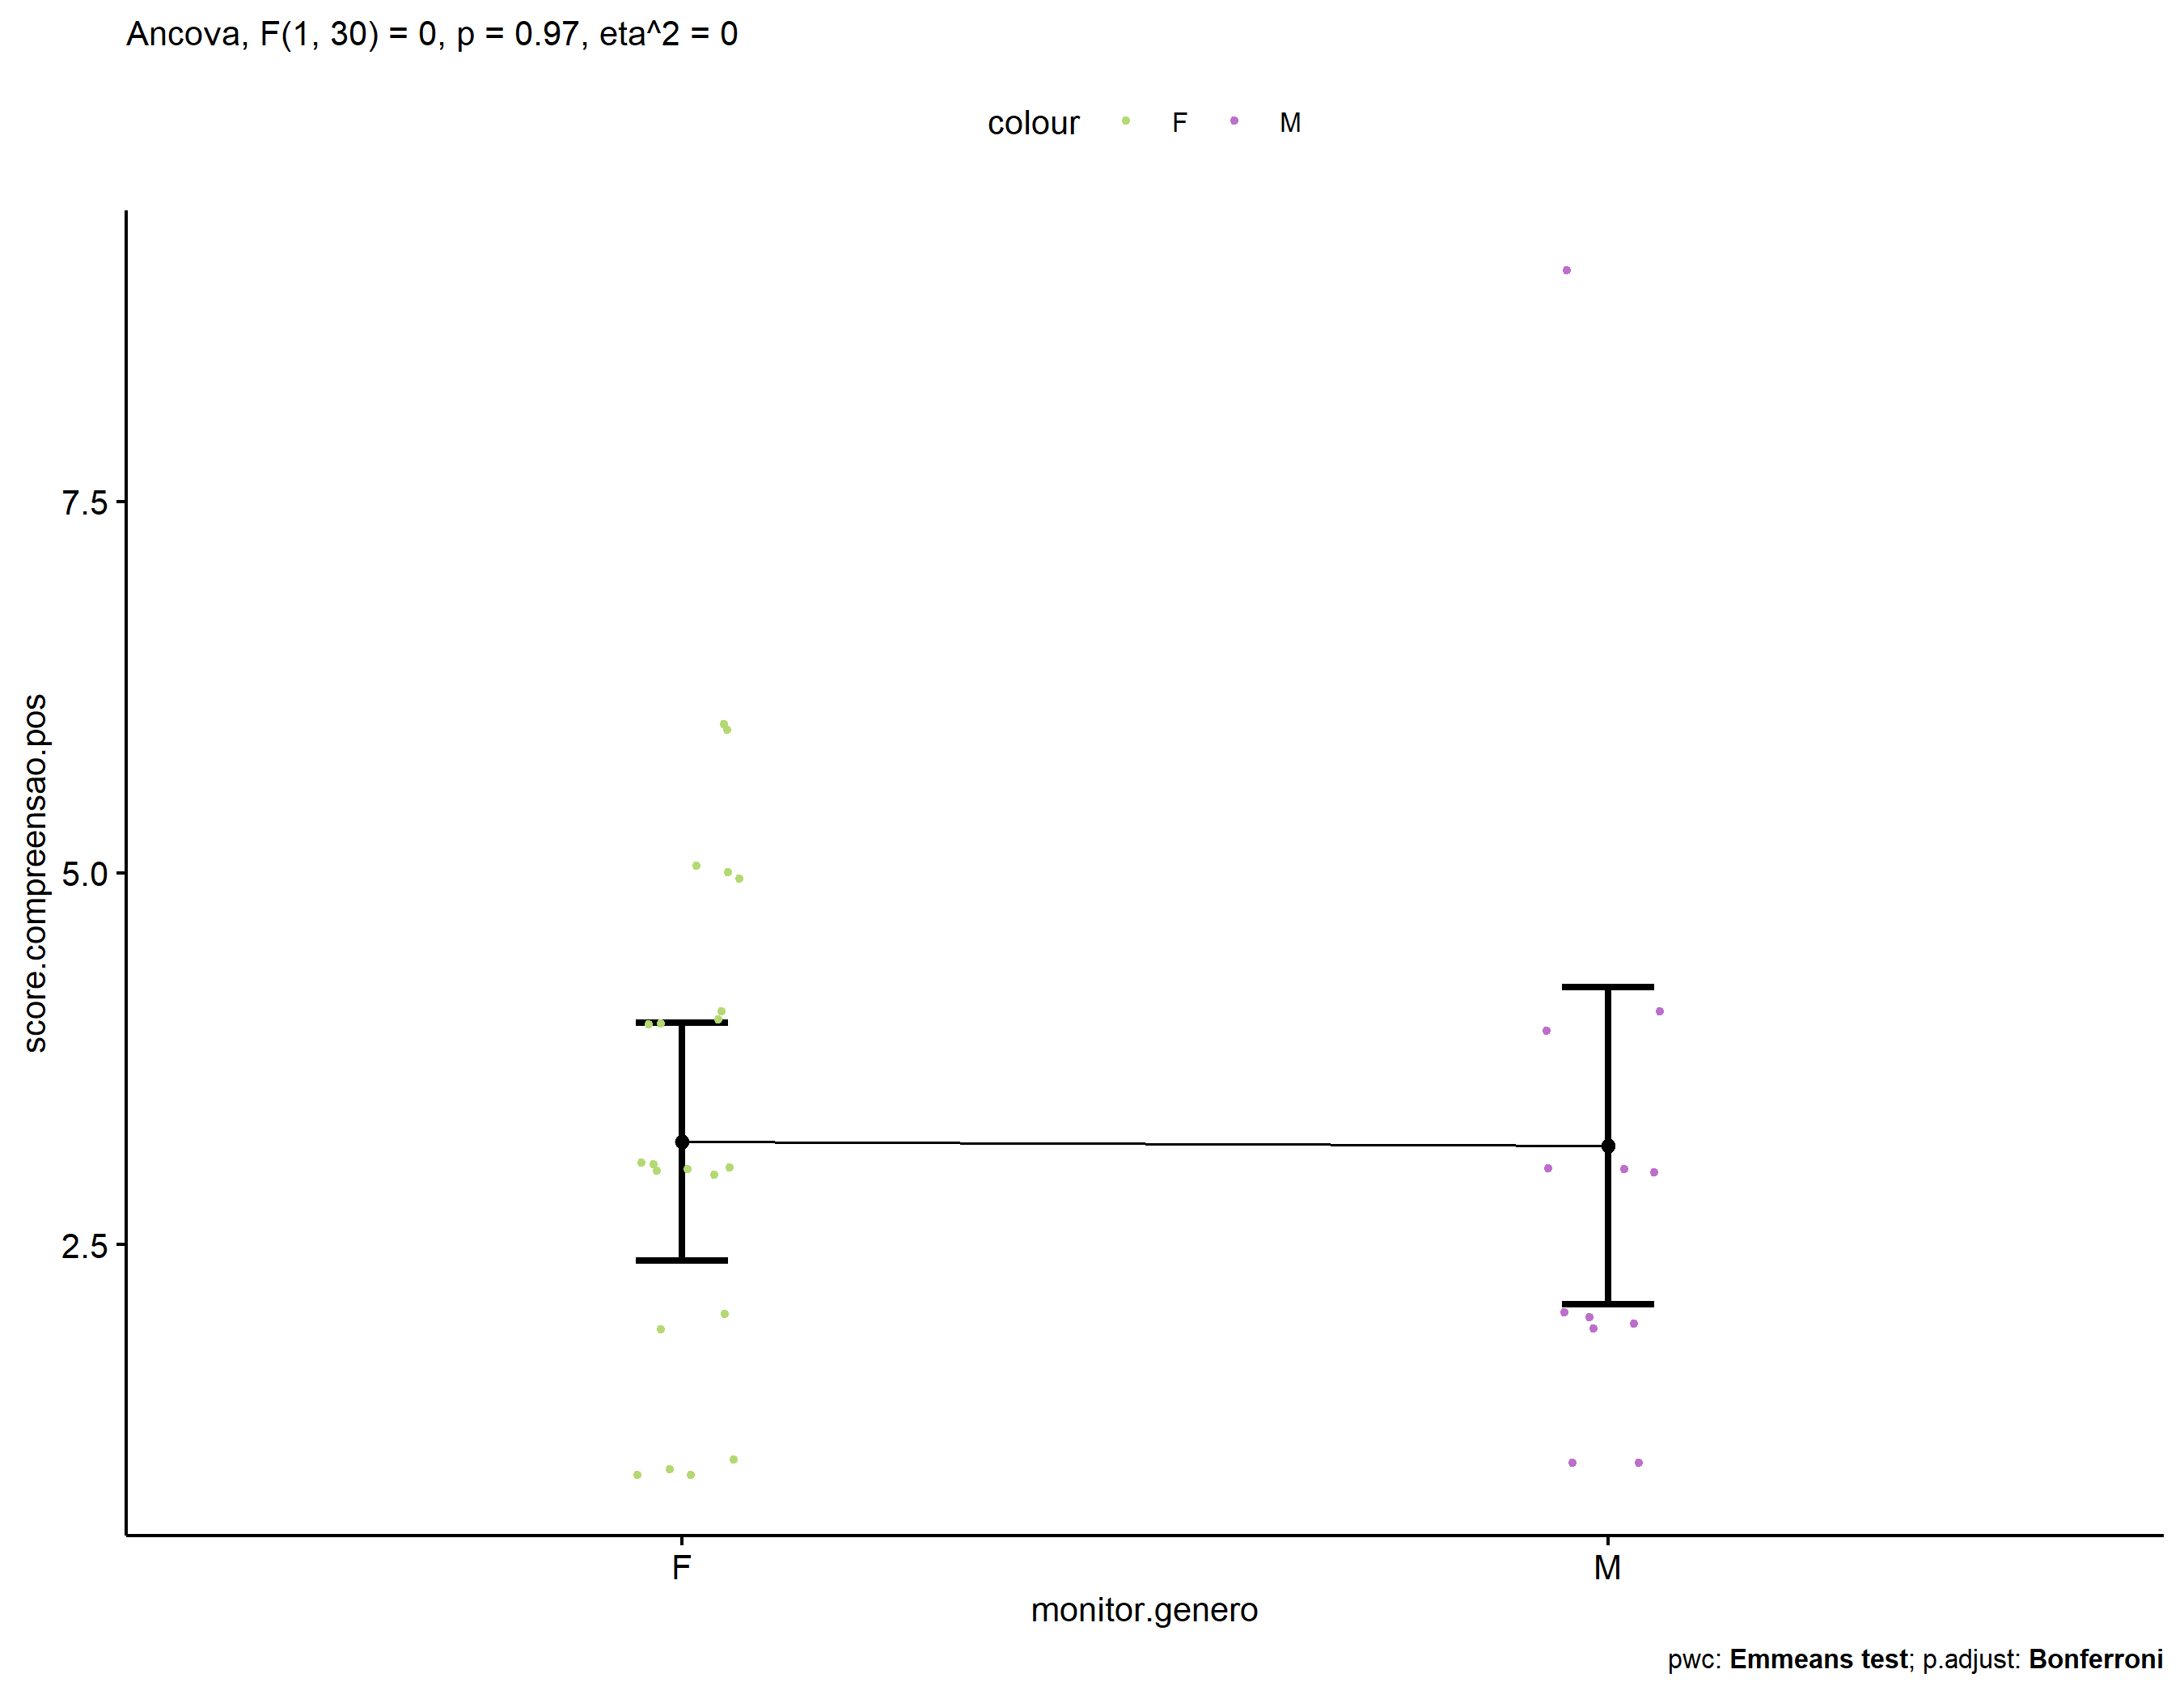 Ancova, F(1, 30) = 0, p = 0.97, eta^2 = 0
colour F M
score.compreensao.pos
7.5
5.0
2.5
F M
monitor.genero
pwc: Emmeans test; p.adjust: Bonferroni